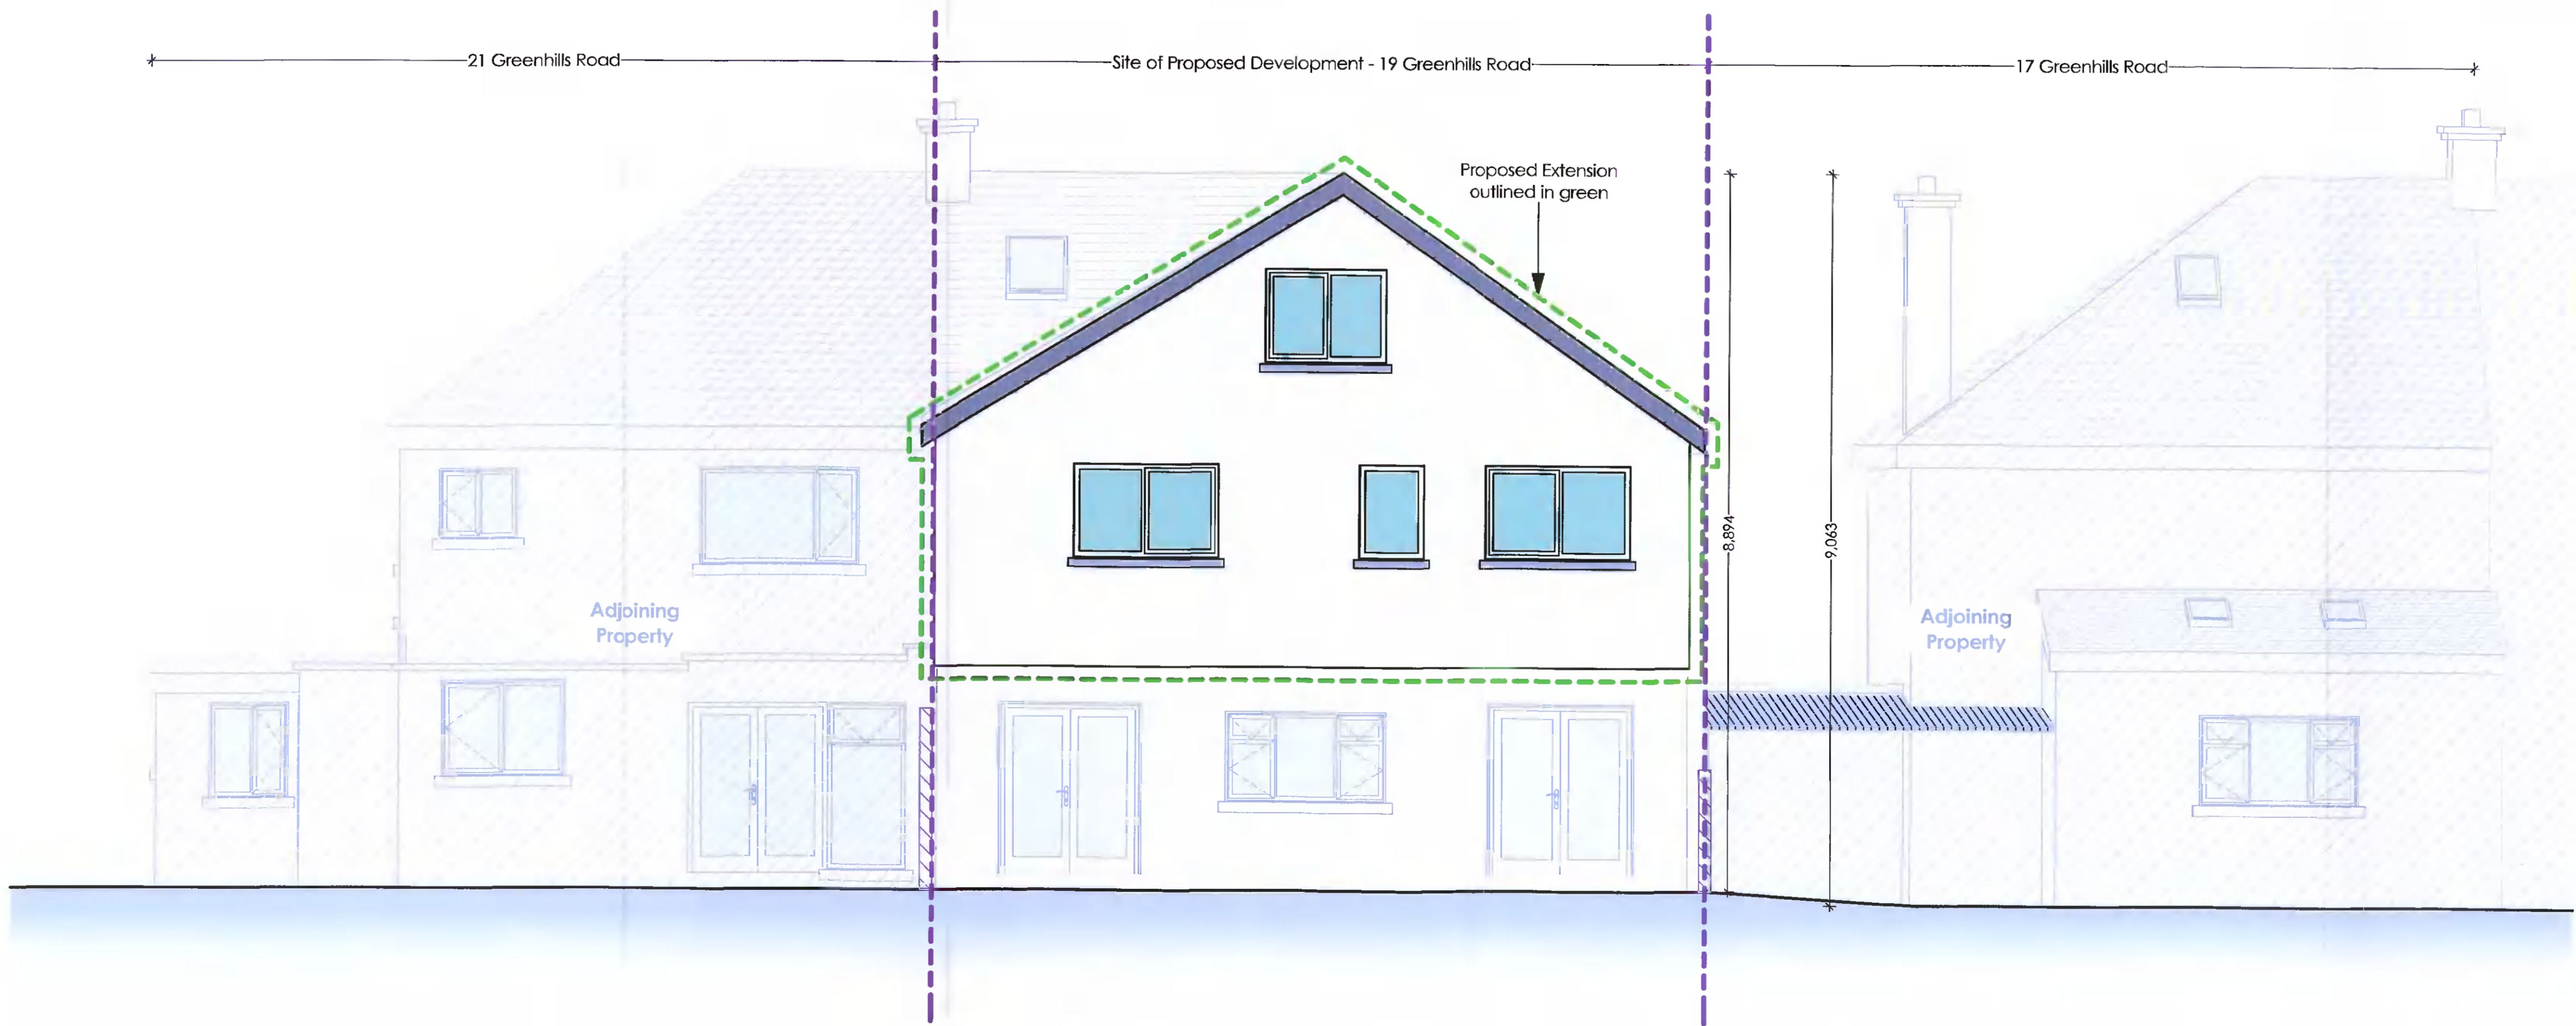 21 Greenhills Road
Site of Proposed Development - 19 Greenhills Road
17 Greenhills Road
Proposed Extension
outlined in green
8,894
9,063
Adjoining
Property
Adjoining
Property